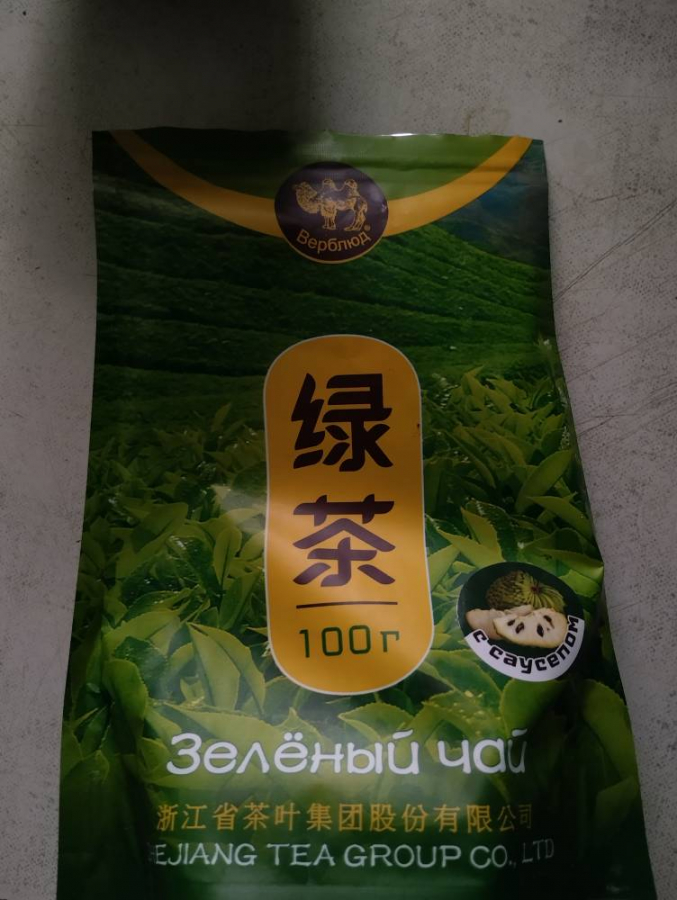 Верблюд®
绿
茶
100г
с саусепом
Зелёный чай
浙江省茶叶集团股份有限公司
ZHEJIANG TEA GROUP CO., LTD